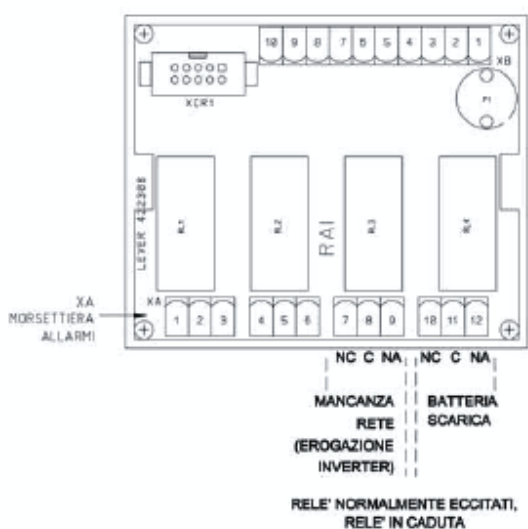 10 9 8 7 6 5 4 3 2 1
XB
XCR1
F1
LEVER 422308
RL1
RL2
RAI
RL3
RL4
XA
MORSETTIERA
ALLARMI
XA
1 2 3 4 5 6 7 8 9 10 11 12
NC C NA NC C NA
MANCANZA
RETE
(EROGAZIONE
INVERTER)
BATTERIA
SCARICA
RELE' NORMALMENTE ECCITATI,
RELE' IN CADUTA